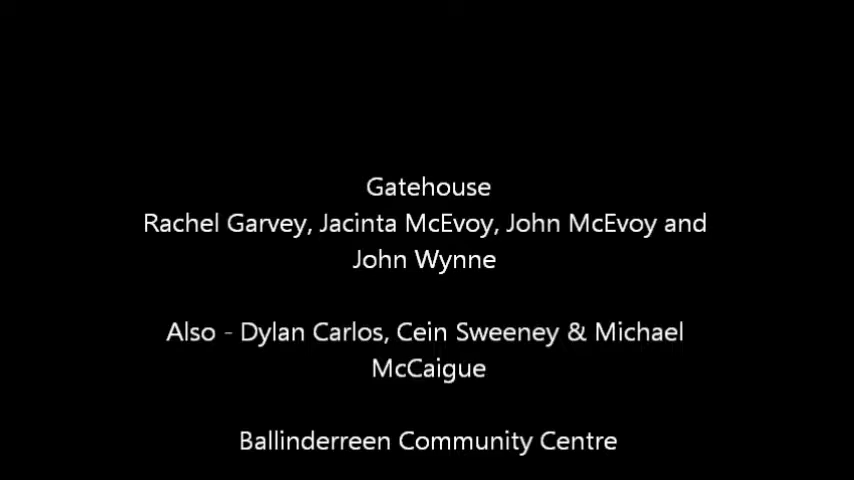 Gatehouse
Rachel Garvey, Jacinta McEvoy, John McEvoy and
John Wynne
Also - Dylan Carlos, Cein Sweeney & Michael
McCaigue
Ballinderreen Community Centre